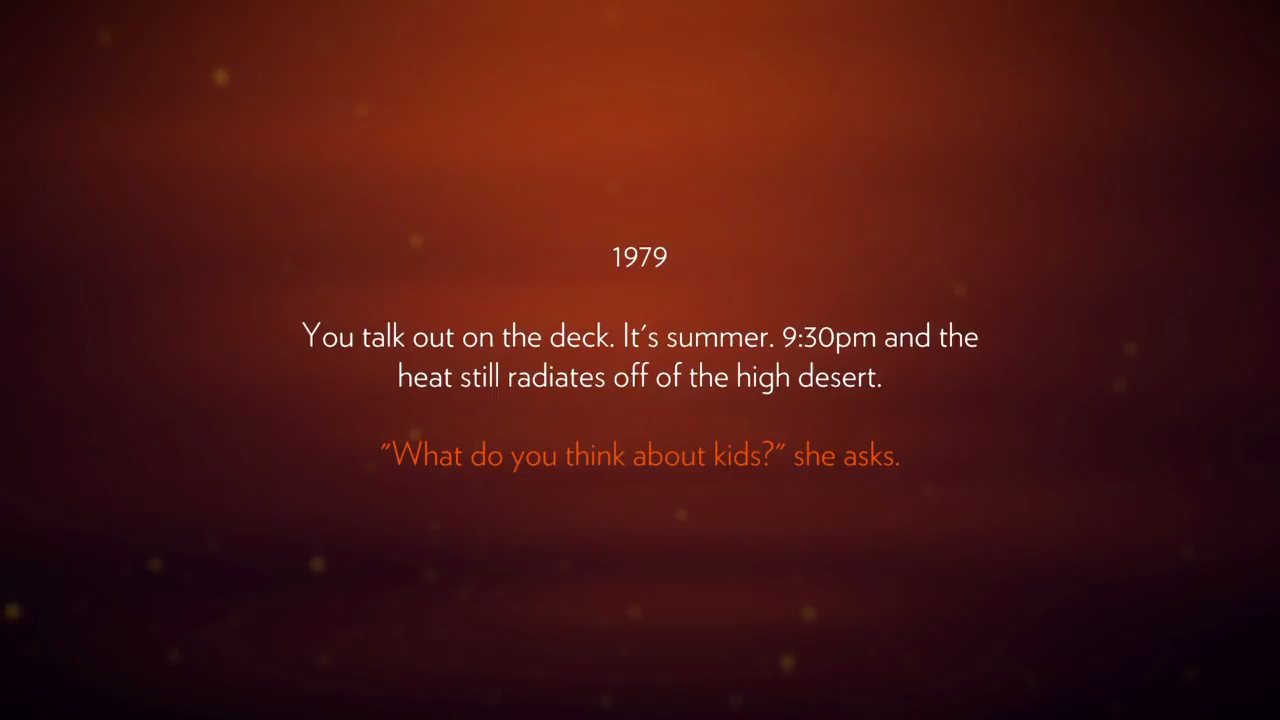 1979
You talk out on the deck. It's summer. 9:30pm and the
heat still radiates off of the high desert.
"What do you think about kids?" she asks.